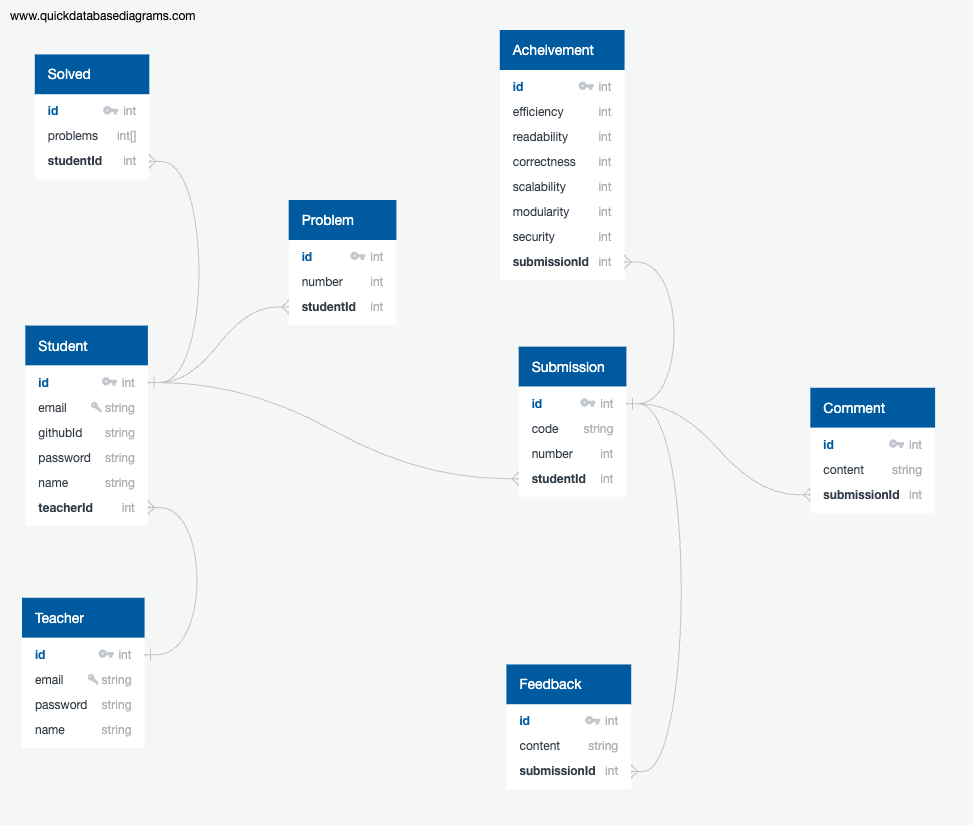 www.quickdatabasediagrams.com
Solved
id int
problems int[]
studentId int
Acheivement
id int
efficiency int
readability int
correctness int
scalability int
modularity int
security int
submissionId int
Problem
id int
number int
studentId int
Student
id int
email string
githubId string
password string
name string
teacherId int
Submission
id int
code string
number int
studentId int
Comment
id int
content string
submissionId int
Teacher
id int
email string
password string
name string
Feedback
id int
content string
submissionId int